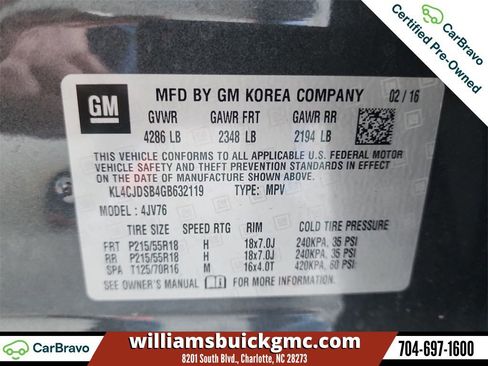 CarBravo
Certified Pre-Owned
GM
MFD BY GM KOREA COMPANY 02/16
GVWR GAWR FRT GAWR RR
4286 LB 2348 LB 2194 LB
THIS VEHICLE CONFORMS TO ALL APPLICABLE U.S. FEDERAL MOTOR
VEHICLE SAFETY AND THEFT PREVENTION STANDARDS IN
EFFECT ON THE DATE OF MANUFACTURE SHOWN ABOVE.
KL4CJDSB4GB632119 TYPE: MPV
MODEL: 4JV76
TIRE SIZE SPEED RTG RIM COLD TIRE PRESSURE
FRT P215/55R18 H 18x7.0J 240KPA, 35 PSI
RR P215/55R18 H 18x7.0J 240KPA, 35 PSI
SPA T125/70R16 M 16x4.0T 420KPA, 60 PSI
SEE OWNER'S MANUAL FOR MORE INFORMATION.
CarBravo
williamsbuickgmc.com
8201 South Blvd., Charlotte, NC 28273
704-697-1600